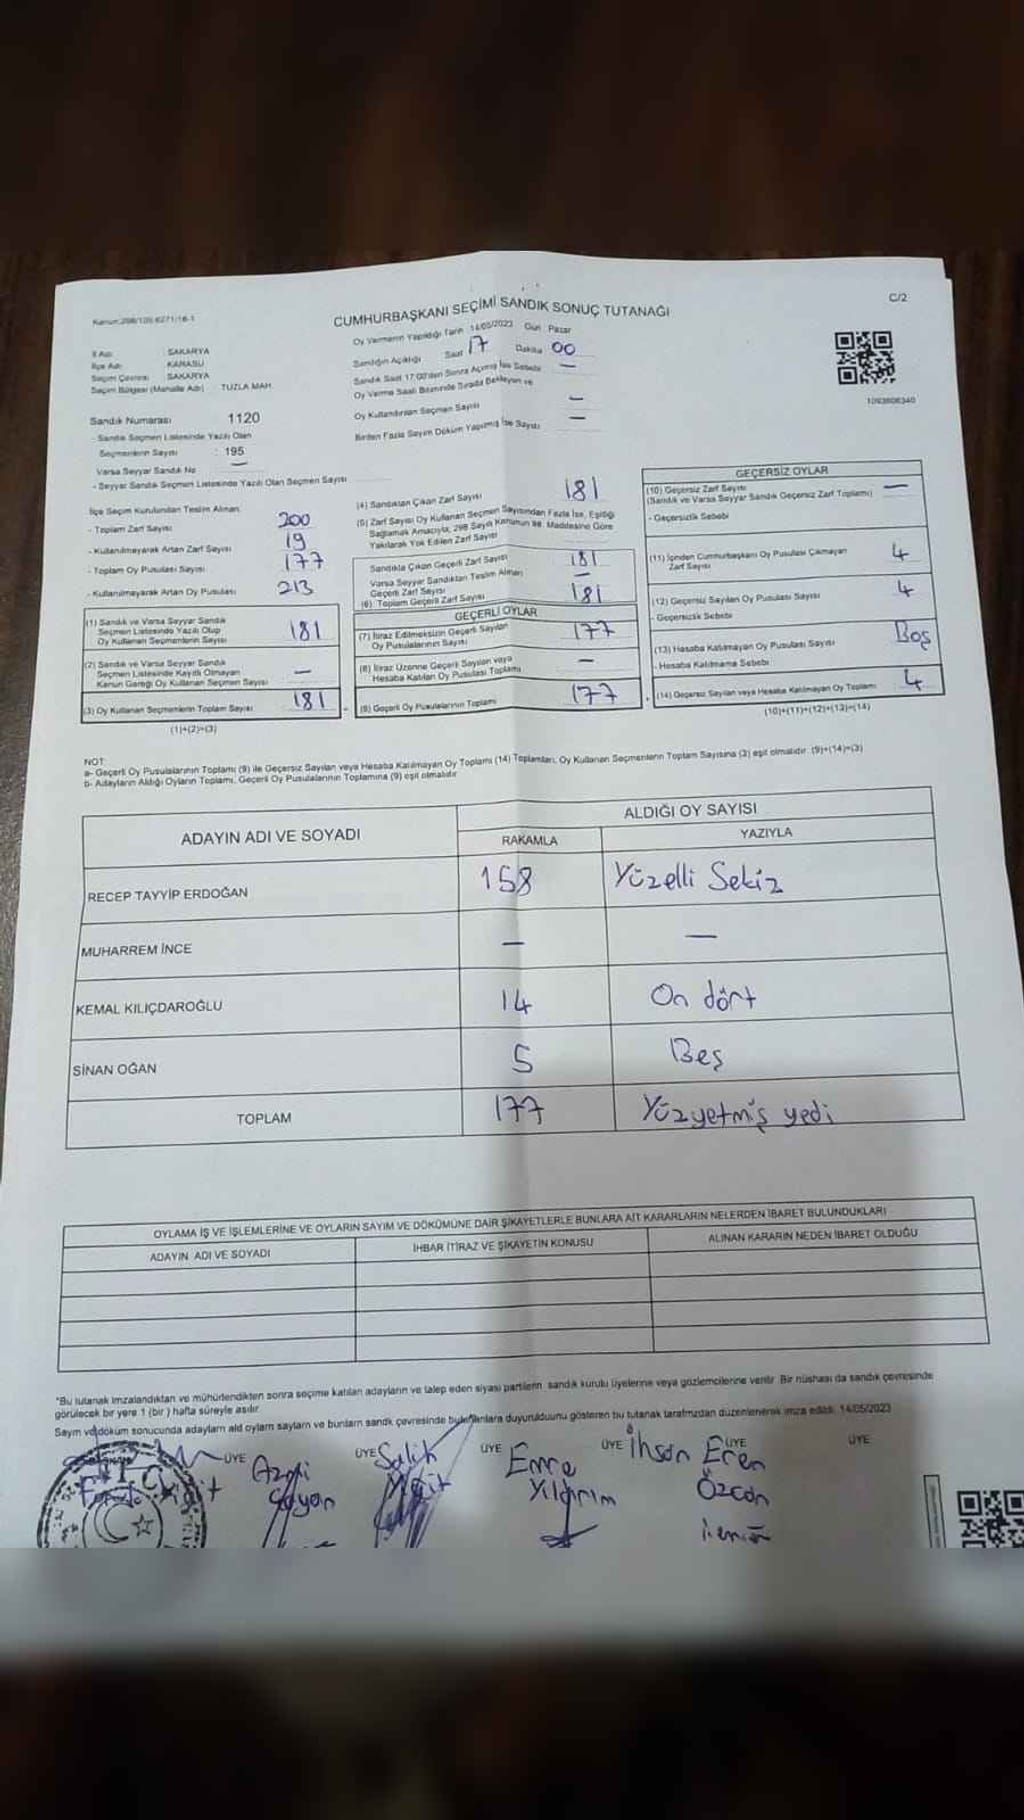 CUMHURBAŞKANI SEÇİMİ SANDIK SONUÇ TUTANAĞI
C/2
Oy Vermenin Yapıldığı Tarih 14/05/2023 Gün Pazar
İl Adı : SAKARYA
İlçe Adı : KARASU
Seçim Çevresi : SAKARYA
Seçim Bölgesi (Mahalle Adı) : TUZLA MAH.
Sandık Numarası 1120
- Sandık Seçmen Listesinde Yazılı Olan
Seçmenlerin Sayısı : 195
Varsa Seyyar Sandık No —
- Seyyar Sandık Seçmen Listesinde Yazılı Olan Seçmen Sayısı
Sandığın Açıldığı Saat 17 Dakika 00
Sandık Saat 17:00'den Sonra Açılmış İse Sebebi —
Oy Verme Saati Bitiminde Sırada Bekleyen ve
Oy Kullandırılan Seçmen Sayısı —
Birden Fazla Sayım Döküm Yapılmış İse Sayısı —
1093606340
İlçe Seçim Kurulundan Teslim Alınan
- Toplam Zarf Sayısı 200
- Kullanılmayarak Artan Zarf Sayısı 19
- Toplam Oy Pusulası Sayısı 177
- Kullanılmayarak Artan Oy Pusulası 213
(1) Sandık ve Varsa Seyyar Sandık
Seçmen Listesinde Yazılı Olup
Oy Kullanan Seçmenlerin Sayısı 181
(2) Sandık ve Varsa Seyyar Sandık
Seçmen Listesinde Kayıtlı Olmayan
Kanun Gereği Oy Kullanan Seçmen Sayısı —
(3) Oy Kullanan Seçmenlerin Toplam Sayısı 181
(1)+(2)=(3)
(4) Sandıktan Çıkan Zarf Sayısı 181
(5) Zarf Sayısı Oy Kullanan Seçmen Sayısından Fazla İse, Eşitliği
Sağlamak Amacıyla, 298 Sayılı Kanunun 98. Maddesine Göre
Yakılarak Yok Edilen Zarf Sayısı
Sandıkta Çıkan Geçerli Zarf Sayısı 181
Varsa Seyyar Sandıktan Teslim Alınan
Geçerli Zarf Sayısı —
(6) Toplam Geçerli Zarf Sayısı 181
GEÇERLİ OYLAR
(7) İtiraz Edilmeksizin Geçerli Sayılan
Oy Pusulalarının Sayısı 177
(8) İtiraz Üzerine Geçerli Sayılan veya
Hesaba Katılan Oy Pusulası Toplamı —
(9) Geçerli Oy Pusulalarının Toplamı 177
GEÇERSİZ OYLAR
(10) Geçersiz Zarf Sayısı —
(Sandık ve Varsa Seyyar Sandık Geçersiz Zarf Toplamı)
- Geçersizlik Sebebi
(11) İçinden Cumhurbaşkanı Oy Pusulası Çıkmayan
Zarf Sayısı 4
(12) Geçersiz Sayılan Oy Pusulası Sayısı 4
- Geçersizlik Sebebi
Boş
(13) Hesaba Katılmayan Oy Pusulası Sayısı
- Hesaba Katılmama Sebebi
(14) Geçersiz Sayılan veya Hesaba Katılmayan Oy Toplamı 4
(10)+(11)+(12)+(13)=(14)
NOT:
a- Geçerli Oy Pusulalarının Toplamı (9) ile Geçersiz Sayılan veya Hesaba Katılmayan Oy Toplamı (14) Toplamları, Oy Kullanan Seçmenlerin Toplam Sayısına (3) eşit olmalıdır. (9)+(14)=(3)
b- Adayların Aldığı Oyların Toplamı, Geçerli Oy Pusulalarının Toplamına (9) eşit olmalıdır
ADAYIN ADI VE SOYADI
ALDIĞI OY SAYISI
RAKAMLA YAZIYLA
RECEP TAYYİP ERDOĞAN 158 Yüzelli Sekiz
MUHARREM İNCE — —
KEMAL KILIÇDAROĞLU 14 On dört
SİNAN OĞAN 5 Beş
TOPLAM 177 Yüzyetmiş yedi
OYLAMA İŞ VE İŞLEMLERİNE VE OYLARIN SAYIM VE DÖKÜMÜNE DAİR ŞİKAYETLERLE BUNLARA AİT KARARLARIN NELERDEN İBARET BULUNDUKLARI
ADAYIN ADI VE SOYADI İHBAR İTİRAZ VE ŞİKAYETİN KONUSU ALINAN KARARIN NEDEN İBARET OLDUĞU
"Bu tutanak imzalandıktan ve mühürlendikten sonra seçime katılan adayların ve talep eden siyasi partilerin sandık kurulu üyelerine veya gözlemcilerine verilir. Bir nüshası da sandık çevresinde
görülecek bir yere 1 (bir) hafta süreyle asılır.
Sayım ve döküm sonucunda adayların aldığı oyların sayıları ve bunların sandık çevresinde bulunanlara duyurulduğunu gösteren bu tutanak tarafımızdan düzenlenerek imza edildi. 14/05/2023
ÜYE ÜYE ÜYE ÜYE ÜYE ÜYE
Salih
Emre
Yıldırım
İhsan Eren
Özcan